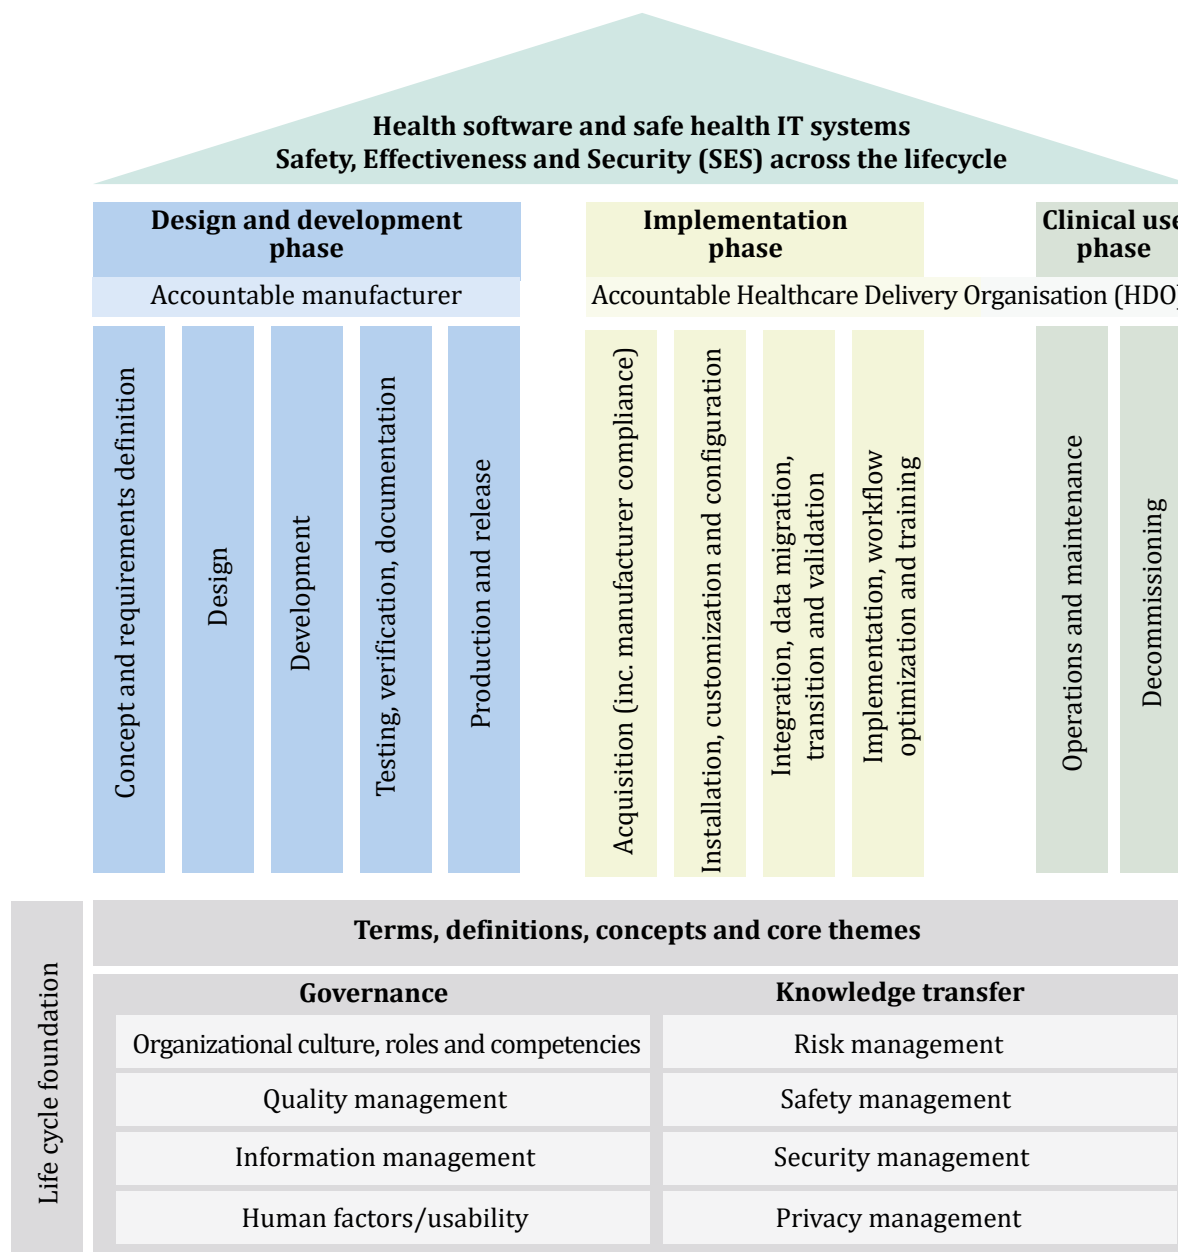 Health software and safe health IT systems
Safety, Effectiveness and Security (SES) across the lifecycle
Design and development
phase
Implementation
phase
Clinical use
phase
Accountable manufacturer
Accountable Healthcare Delivery Organisation (HDO)
Concept and requirements definition
Design
Development
Testing, verification, documentation
Production and release
Acquisition (inc. manufacturer compliance)
Installation, customization and configuration
Integration, data migration,
transition and validation
Implementation, workflow
optimization and training
Operations and maintenance
Decommissioning
Life cycle foundation
Terms, definitions, concepts and core themes
Governance
Knowledge transfer
Organizational culture, roles and competencies
Risk management
Quality management
Safety management
Information management
Security management
Human factors/usability
Privacy management